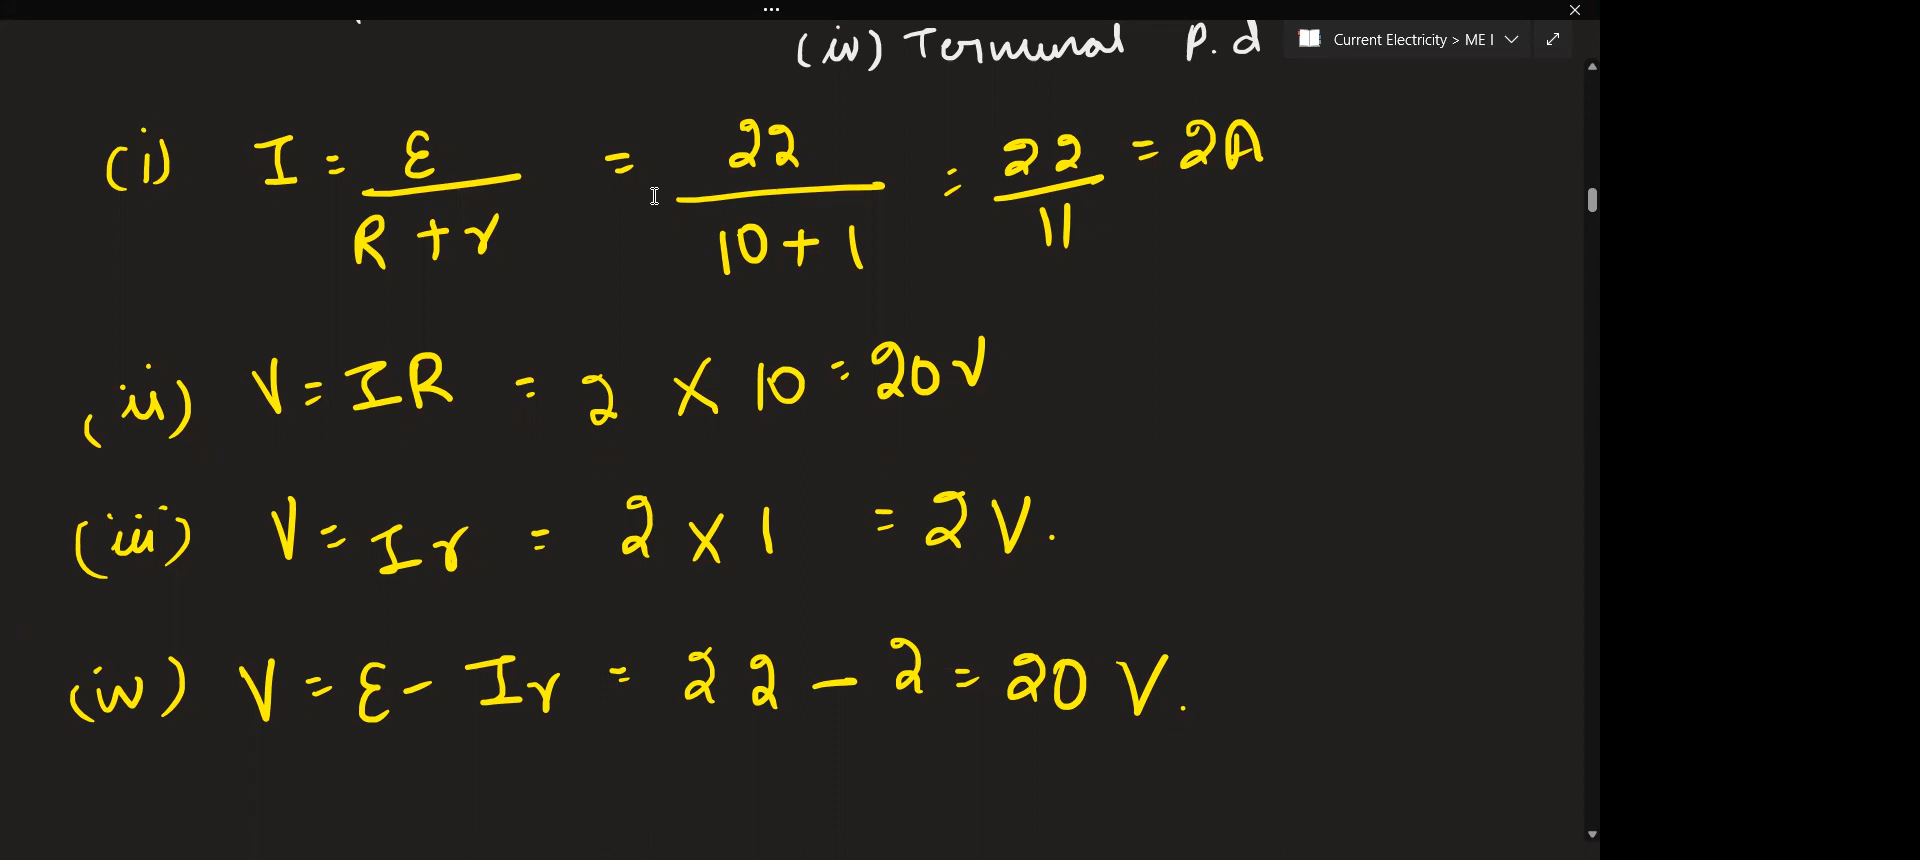 (iv) Terminal P.d
Current Electricity > ME I
(i) I = ε/(R + r) = 22/(10 + 1) = 22/11 = 2A
(ii) V = IR = 2 X 10 = 20V
(iii) V = Ir = 2 X 1 = 2V.
(iv) V = ε - Ir = 22 - 2 = 20 V.